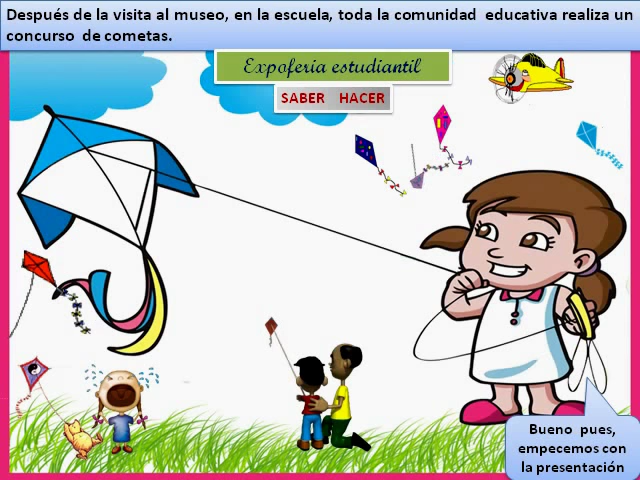 Después de la visita al museo, en la escuela, toda la comunidad educativa realiza un
concurso de cometas.
Expoferia estudiantil
SABER HACER
Bueno pues,
empecemos con
la presentación